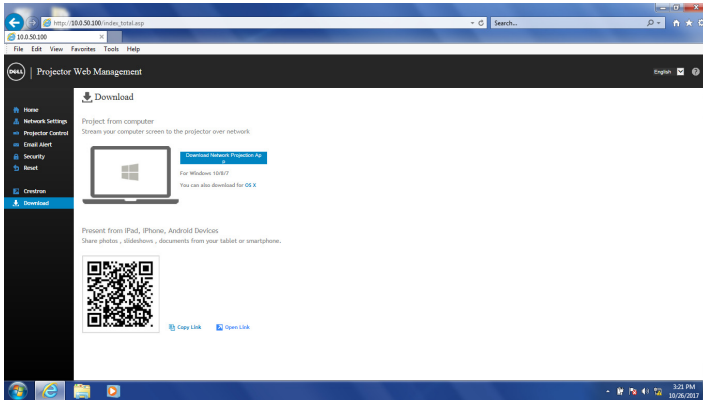 http://10.0.50.100/index_total.asp
Search...
10.0.50.100
File Edit View Favorites Tools Help
DELL
Projector Web Management
English
Download
Home
Network Settings
Projector Control
Email Alert
Security
Reset
Crestron
Download
Project from computer
Stream your computer screen to the projector over network
Download Network Projection Ap
p
For Windows 10/8/7
You can also download for OS X
Present from iPad, iPhone, Android Devices
Share photos , slideshows , documents from your tablet or smartphone.
Copy Link
Open Link
3:21 PM
10/26/2017